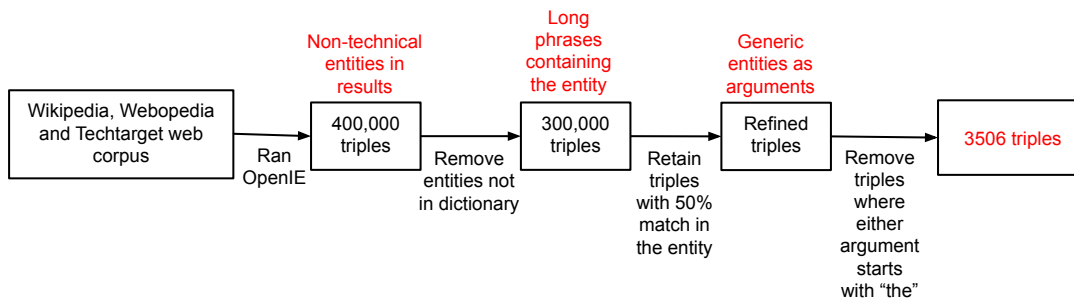 Wikipedia, Webopedia
and Techtarget web
corpus
Ran
OpenIE
Non-technical
entities in
results
400,000
triples
Remove
entities not
in dictionary
Long
phrases
containing
the entity
300,000
triples
Retain
triples
with 50%
match in
the entity
Generic
entities as
arguments
Refined
triples
Remove
triples
where
either
argument
starts
with “the”
3506 triples